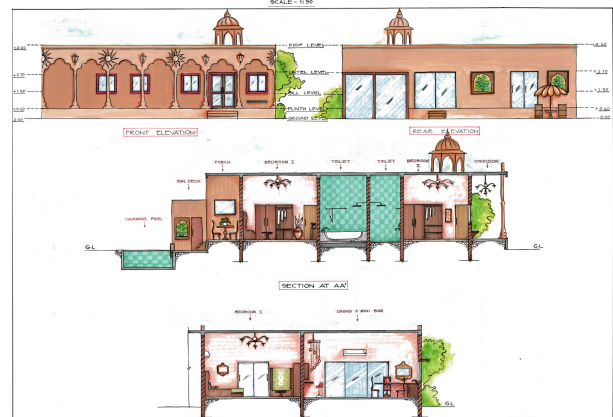 SCALE - 1:50
ROOF LEVEL
LINTEL LEVEL
SILL LEVEL
PLINTH LEVEL
GROUND LEVEL
FRONT ELEVATION
REAR ELEVATION
PORCH
BEDROOM 2
TOILET
TOILET
BEDROOM
CORRIDOR
SUN DECK
SWIMMING POOL
G.L
G.L
SECTION AT AA'
BEDROOM 2
DINING & MINI BAR
G.L